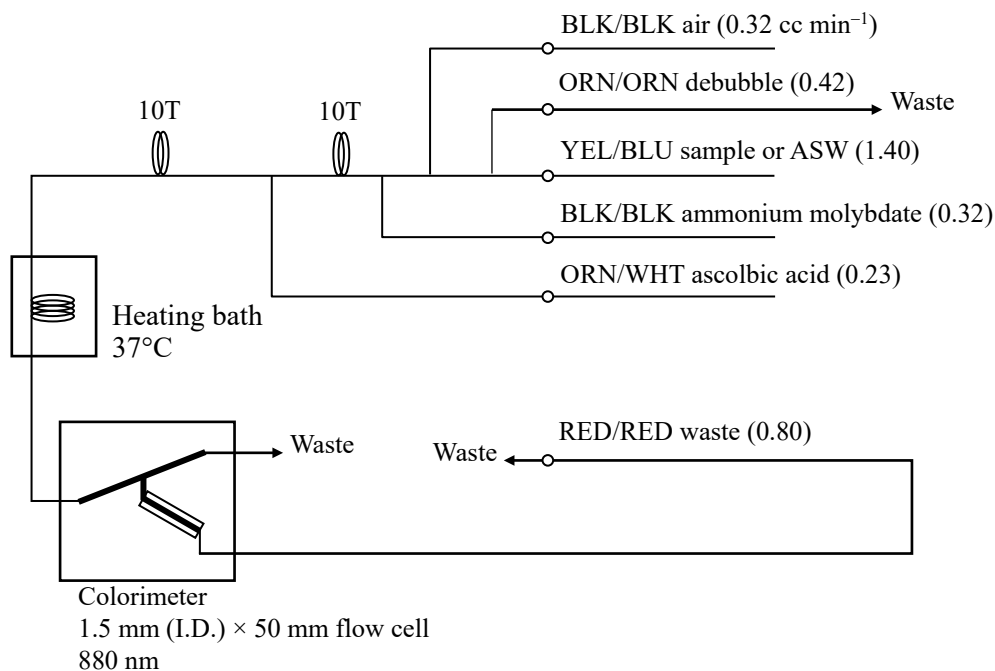 BLK/BLK air (0.32 cc min⁻¹)
ORN/ORN debubble (0.42)
Waste
10T
10T
YEL/BLU sample or ASW (1.40)
BLK/BLK ammonium molybdate (0.32)
ORN/WHT ascolbic acid (0.23)
Heating bath
37°C
Waste
Waste
RED/RED waste (0.80)
Colorimeter
1.5 mm (I.D.) × 50 mm flow cell
880 nm